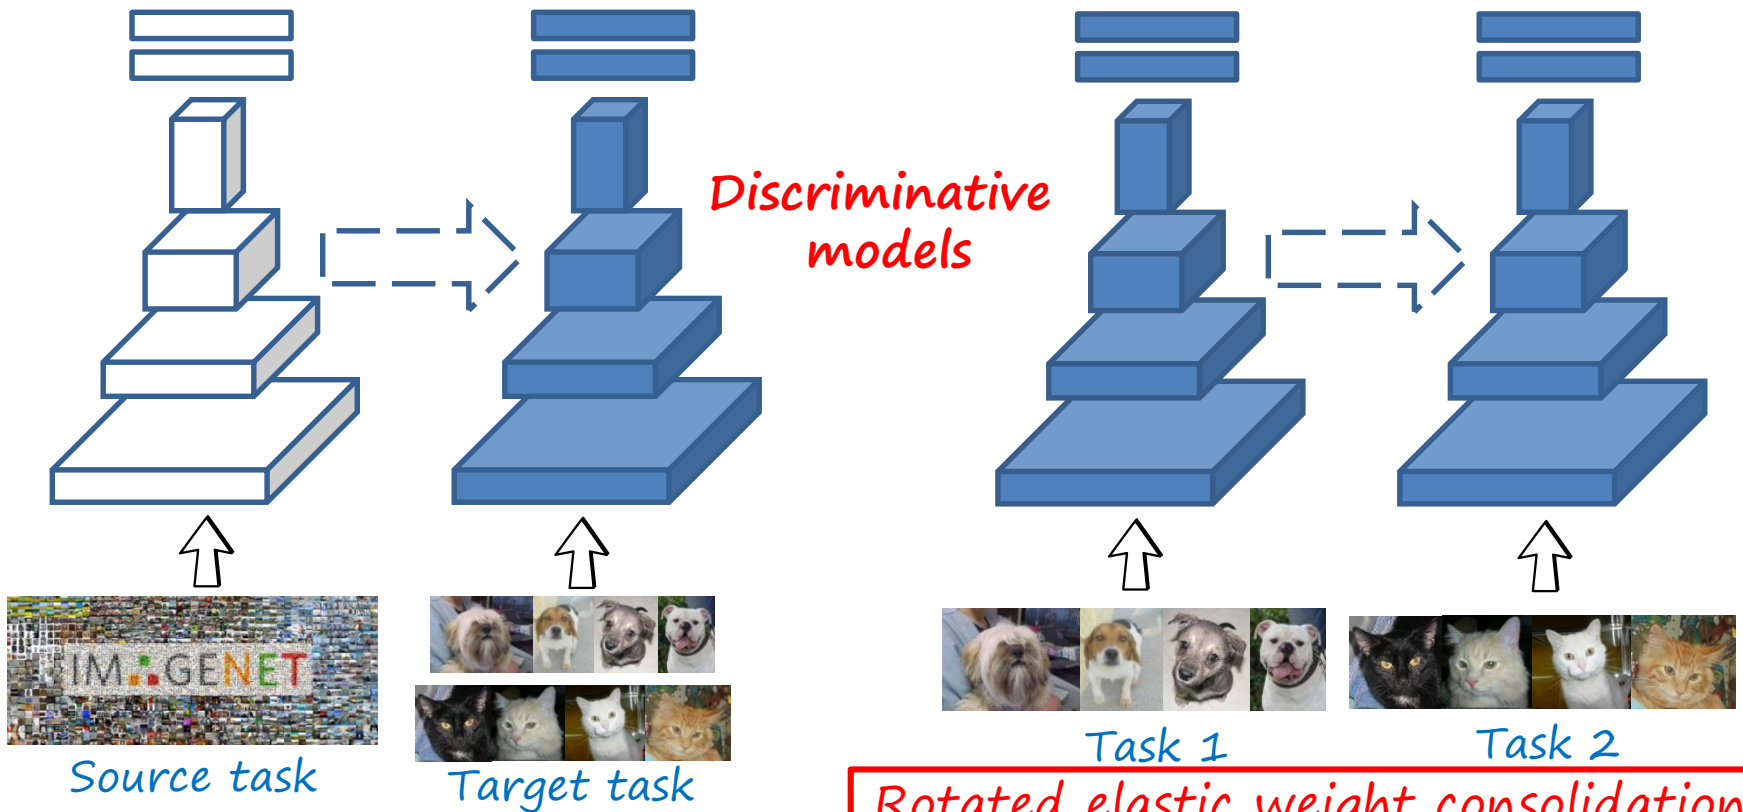 Discriminative
models
IMAGENET
Source task
Target task
Task 1
Task 2
Rotated elastic weight consolidation